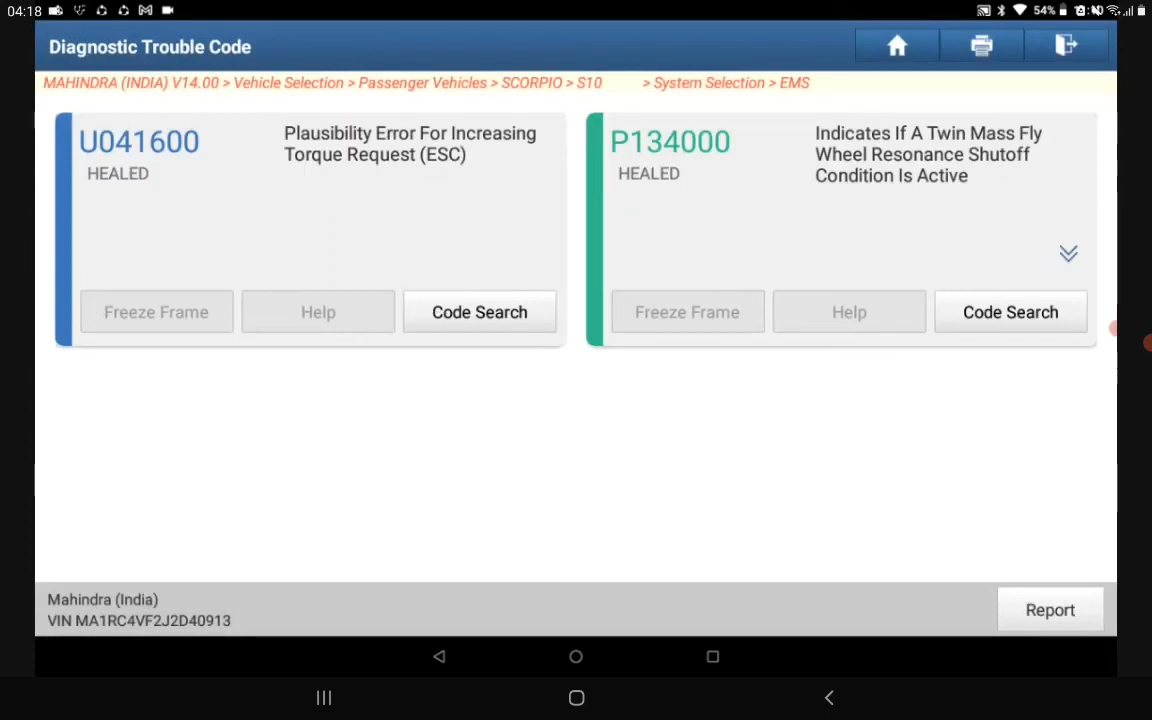 04:18
54%
Diagnostic Trouble Code
MAHINDRA (INDIA) V14.00 > Vehicle Selection > Passenger Vehicles > SCORPIO > S10 > System Selection > EMS
U041600
Plausibility Error For Increasing
Torque Request (ESC)
HEALED
Freeze Frame
Help
Code Search
P134000
Indicates If A Twin Mass Fly
Wheel Resonance Shutoff
Condition Is Active
HEALED
Freeze Frame
Help
Code Search
Mahindra (India)
VIN MA1RC4VF2J2D40913
Report